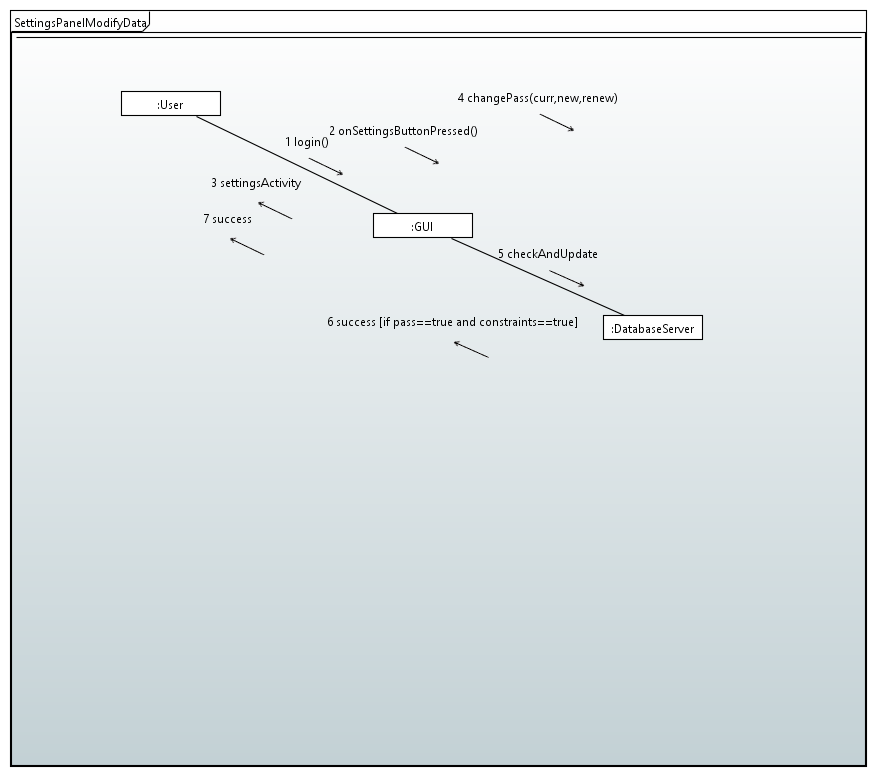 SettingsPanelModifyData
:User
4 changePass(curr,new,renew)
2 onSettingsButtonPressed()
1 login()
3 settingsActivity
7 success
:GUI
5 checkAndUpdate
6 success [if pass==true and constraints==true]
:DatabaseServer